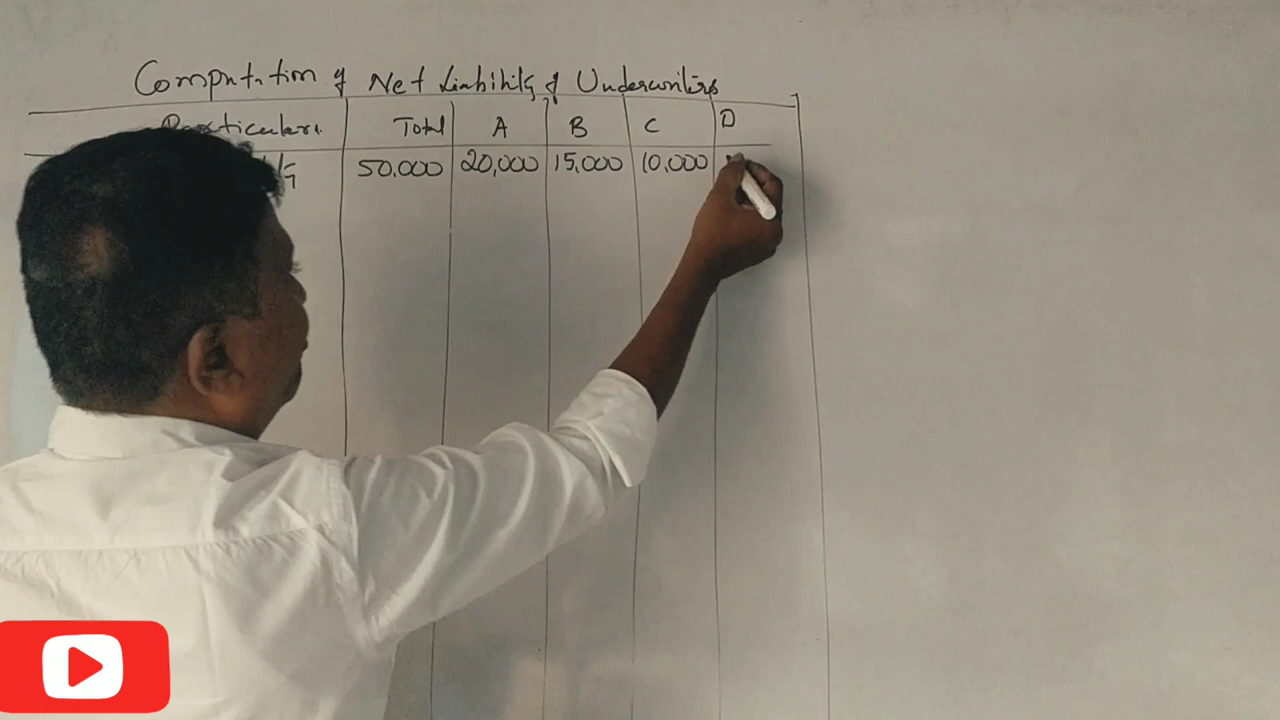 Computation of Net Liability of Underwriters
Particulars Total A B C D
50,000 20,000 15,000 10,000